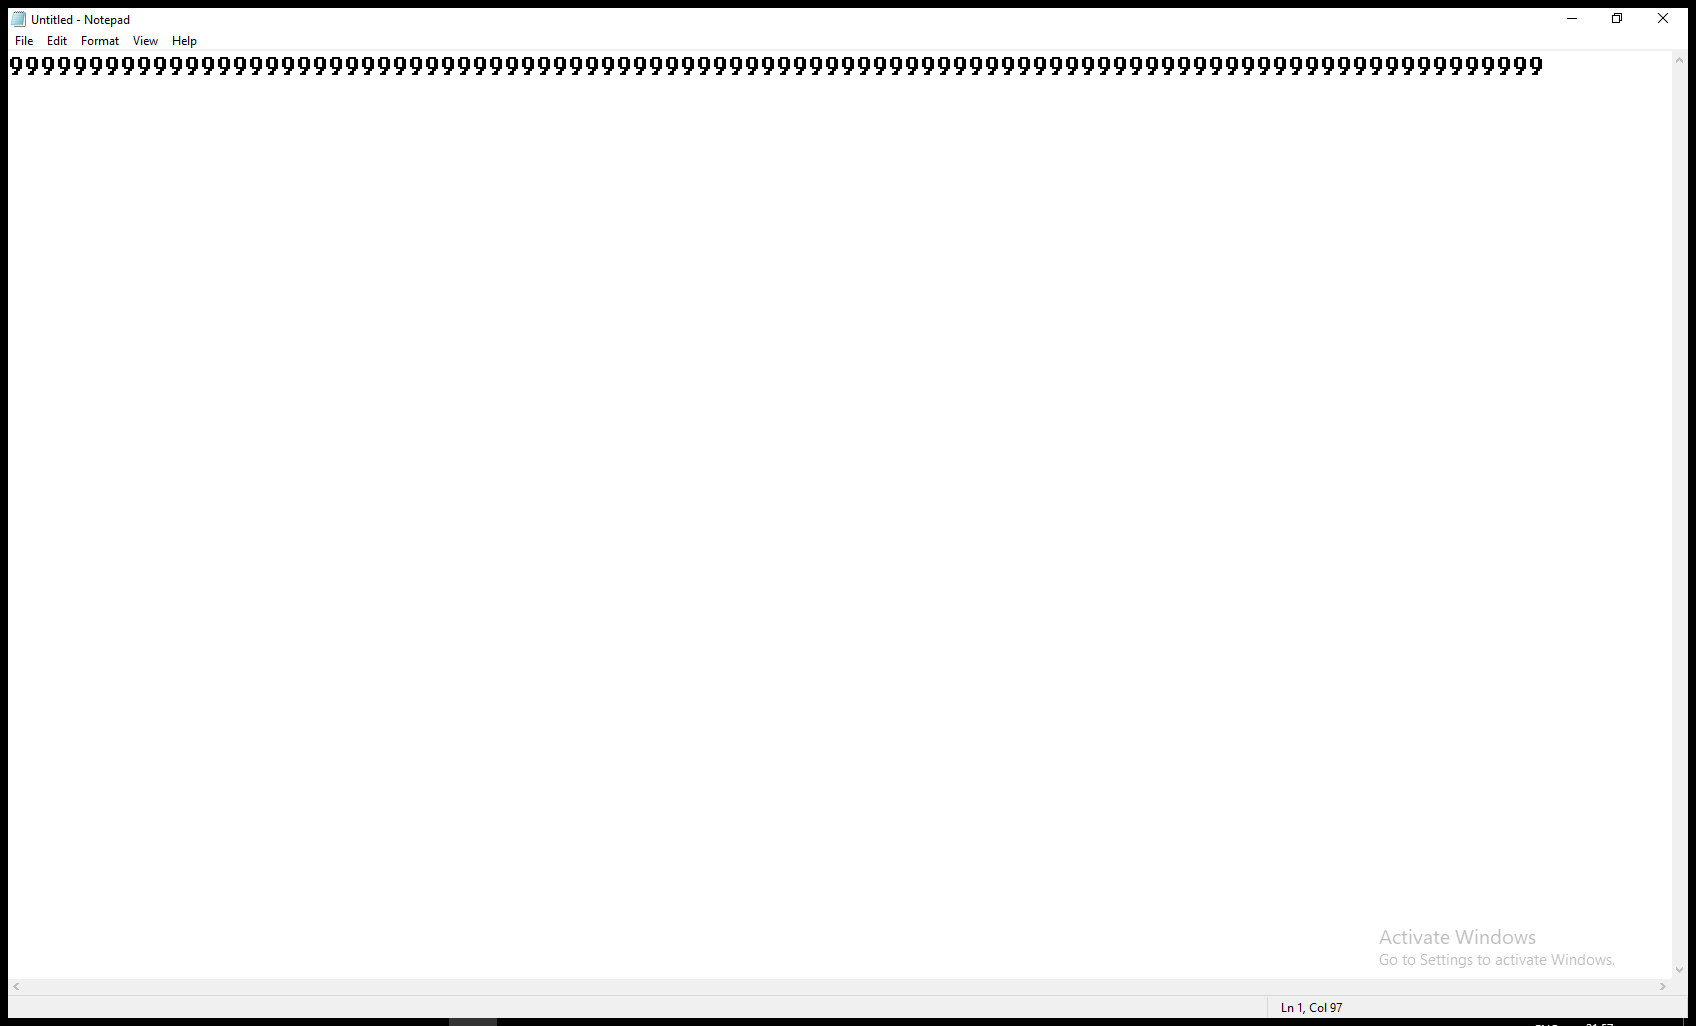 Untitled - Notepad
File Edit Format View Help
999999999999999999999999999999999999999999999999999999999999999999999999999999999999999999999999
Activate Windows
Go to Settings to activate Windows.
Ln 1, Col 97